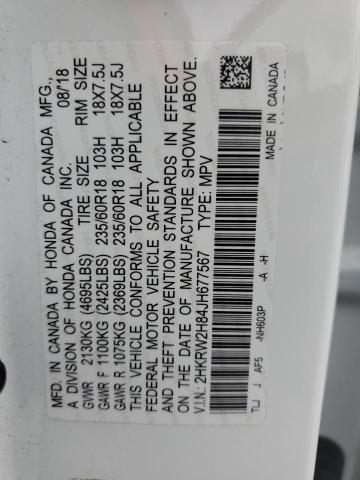 MFD. IN CANADA BY HONDA OF CANADA MFG.,
A DIVISION OF HONDA CANADA INC. 08/18
GVWR 2130KG (4695LBS) TIRE SIZE RIM SIZE
GAWR F 1100KG (2425LBS) 235/60R18 103H 18X7.5J
GAWR R 1075KG (2369LBS) 235/60R18 103H 18X7.5J
THIS VEHICLE CONFORMS TO ALL APPLICABLE
FEDERAL MOTOR VEHICLE SAFETY
AND THEFT PREVENTION STANDARDS IN EFFECT
ON THE DATE OF MANUFACTURE SHOWN ABOVE.
V.I.N.: 2HKRW2H84JH677567 TYPE: MPV
TLJ J AF5 -NH603P -A -H MADE IN CANADA